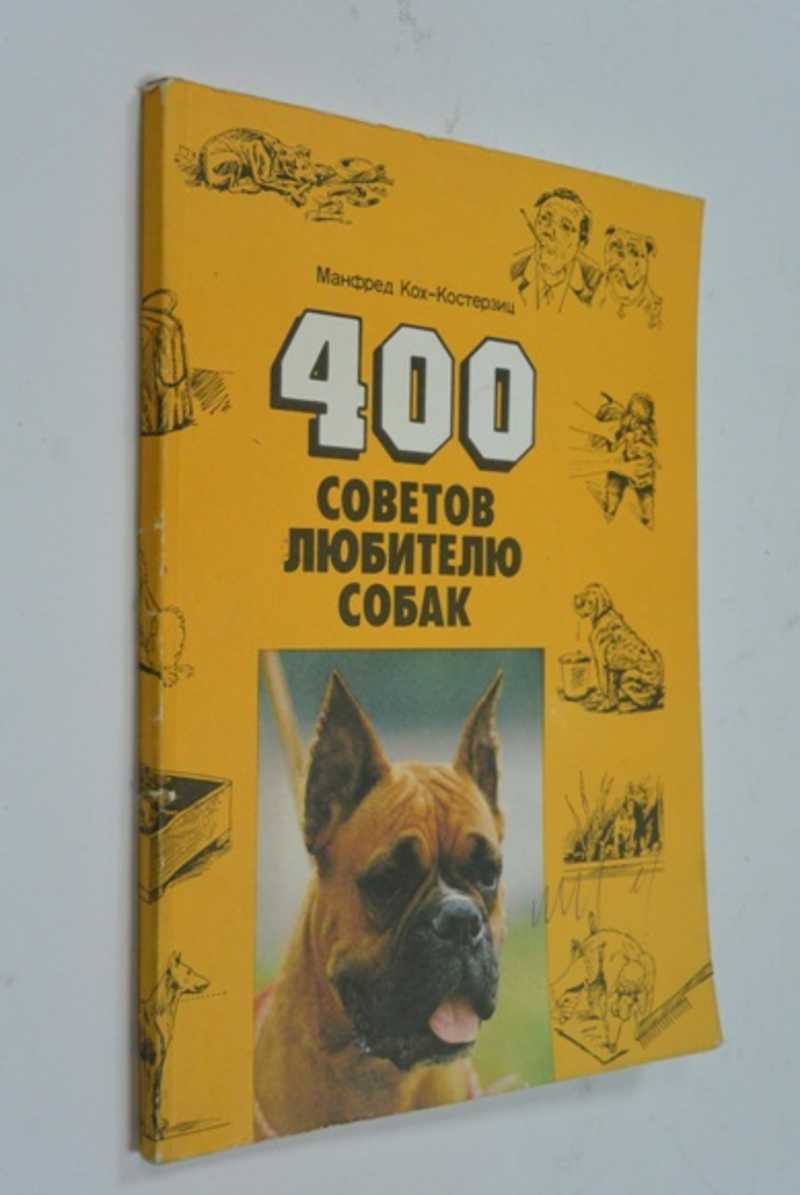 Манфред Кох-Костерзиц
400
СОВЕТОВ
ЛЮБИТЕЛЮ
СОБАК